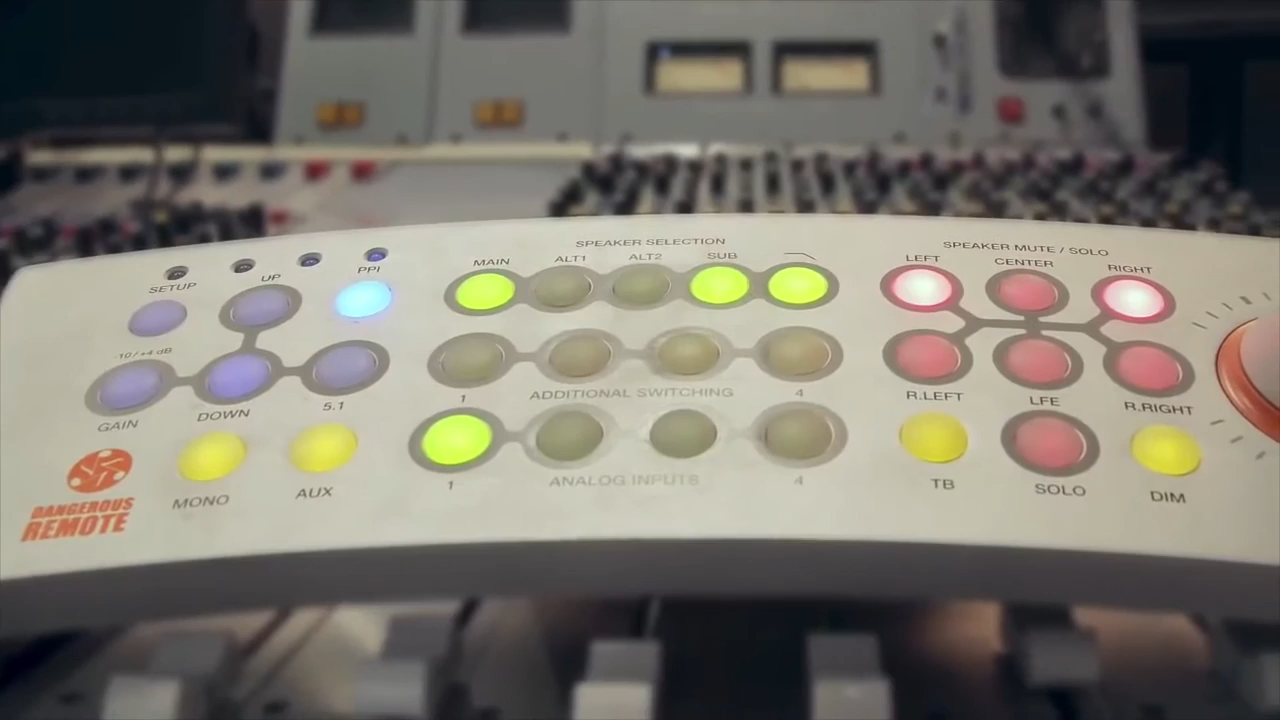 SPEAKER SELECTION
SPEAKER MUTE / SOLO
SETUP
UP
PPI
MAIN
ALT1
ALT2
SUB
LEFT
CENTER
RIGHT
-10/+4 dB
GAIN
DOWN
5.1
1
ADDITIONAL SWITCHING
4
R.LEFT
LFE
R.RIGHT
DANGEROUS
REMOTE
MONO
AUX
1
ANALOG INPUTS
4
TB
SOLO
DIM